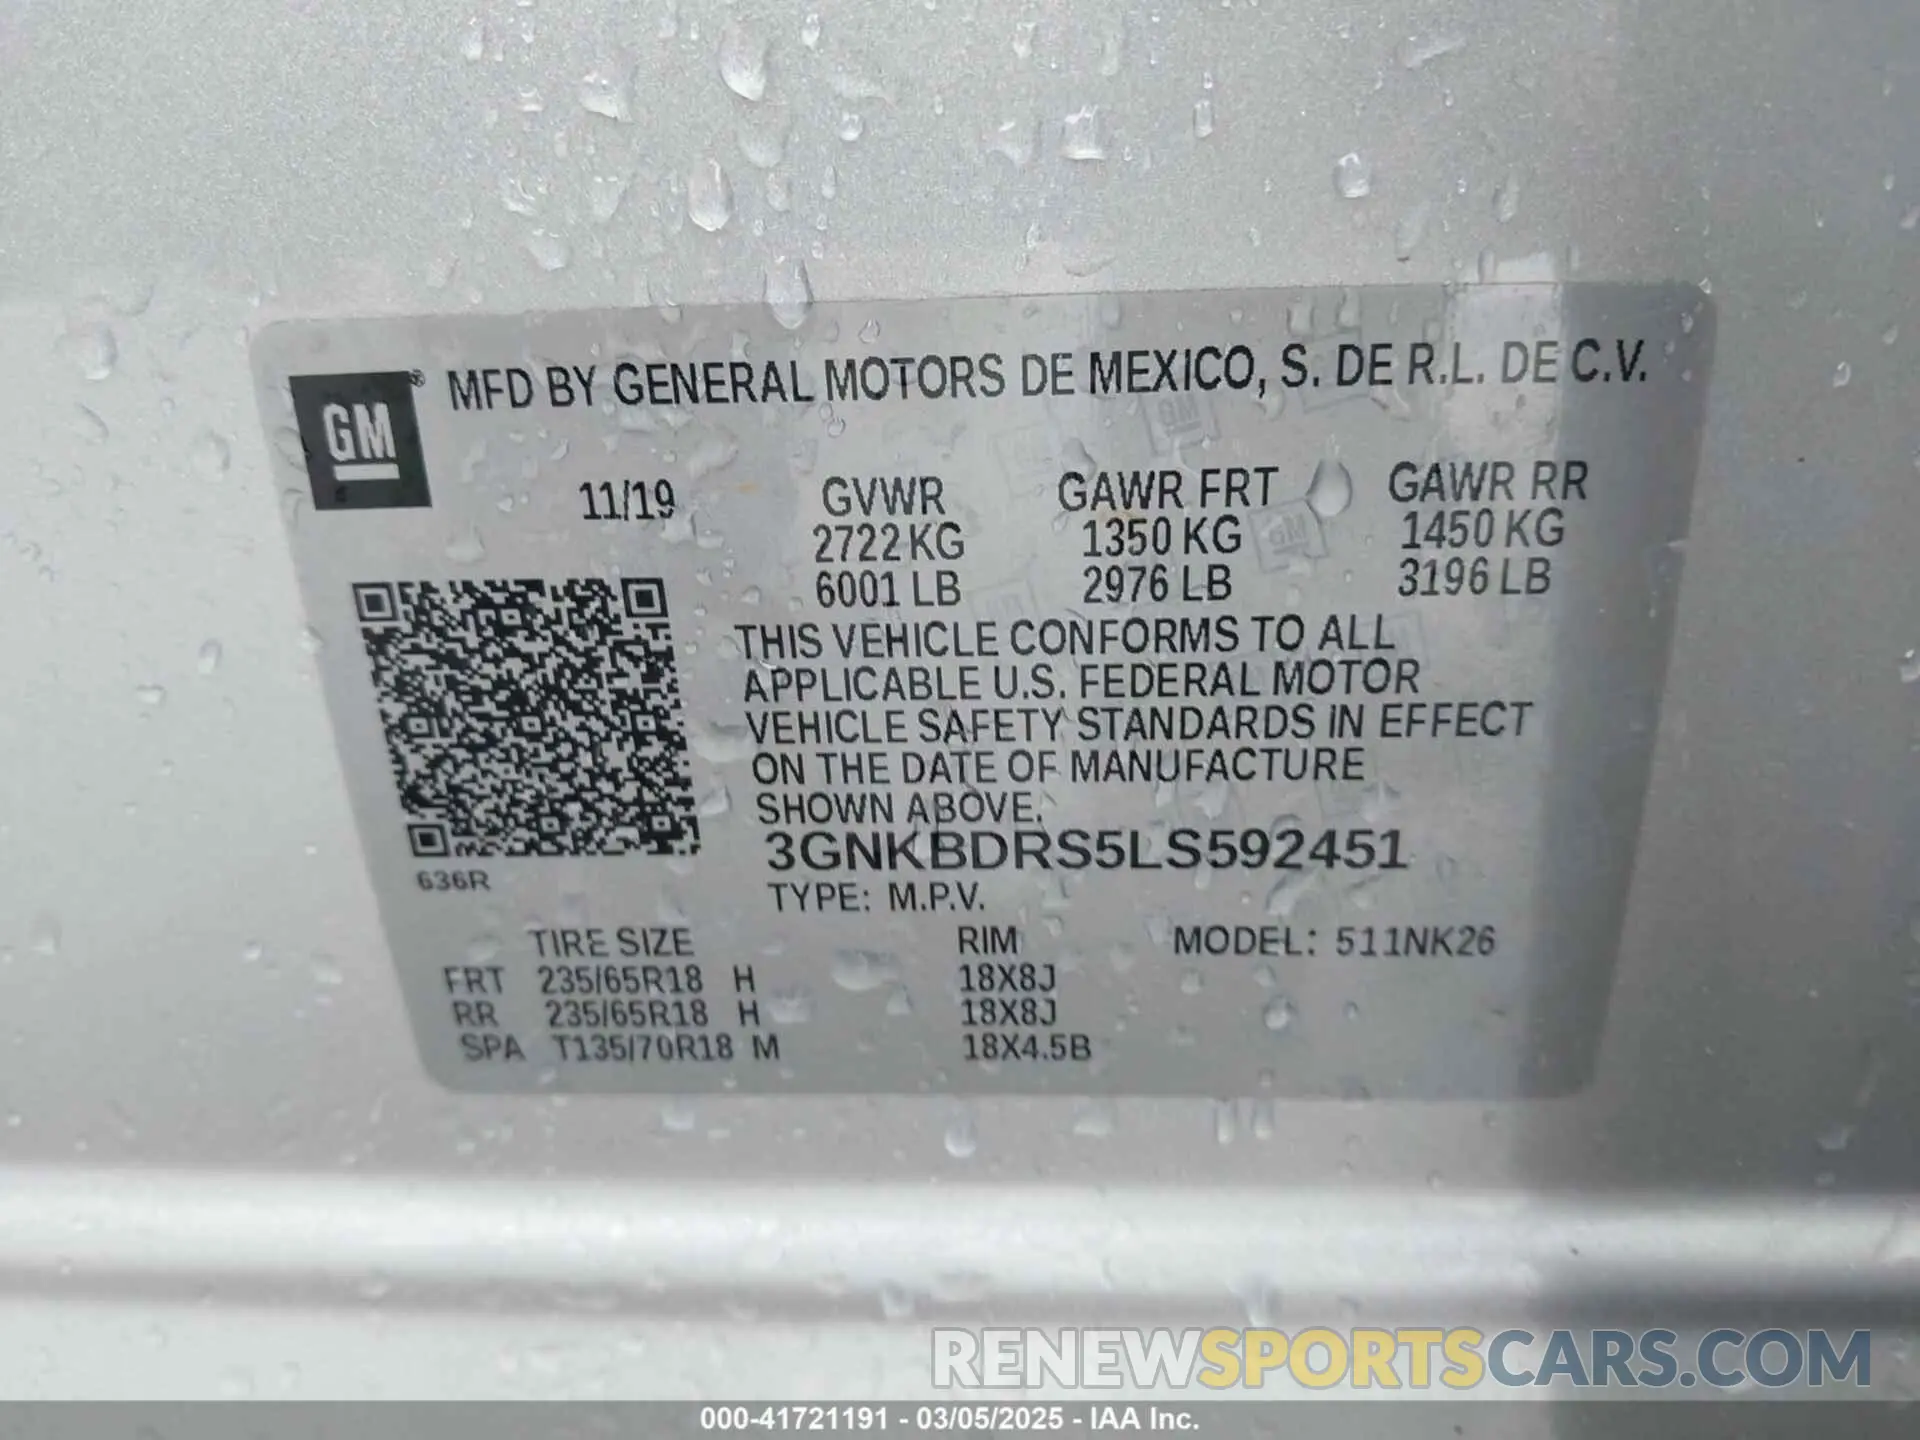 GM
® MFD BY GENERAL MOTORS DE MEXICO, S. DE R.L. DE C.V.
11/19 GVWR GAWR FRT GAWR RR
2722 KG 1350 KG 1450 KG
6001 LB 2976 LB 3196 LB
THIS VEHICLE CONFORMS TO ALL
APPLICABLE U.S. FEDERAL MOTOR
VEHICLE SAFETY STANDARDS IN EFFECT
ON THE DATE OF MANUFACTURE
SHOWN ABOVE.
3GNKBDRS5LS592451
636R
TYPE: M.P.V.
TIRE SIZE RIM MODEL: 511NK26
FRT 235/65R18 H 18X8J
RR 235/65R18 H 18X8J
SPA T135/70R18 M 18X4.5B
RENEWSPORTSCARS.COM
000-41721191 - 03/05/2025 - IAA Inc.